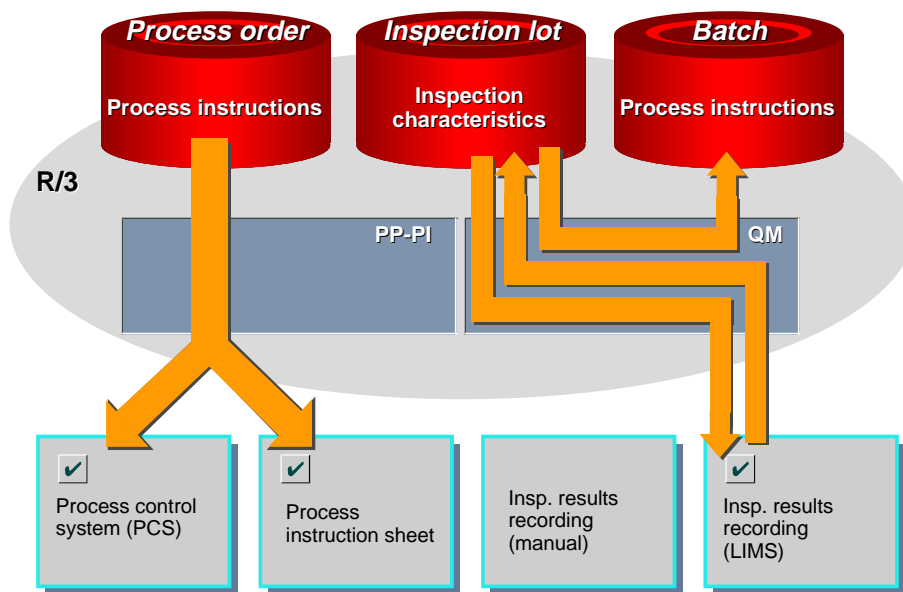 Process order
Inspection lot
Batch
Process instructions
Inspection
characteristics
Process instructions
R/3
PP-PI
QM
Process control
system (PCS)
Process
instruction sheet
Insp. results
recording
(manual)
Insp. results
recording
(LIMS)